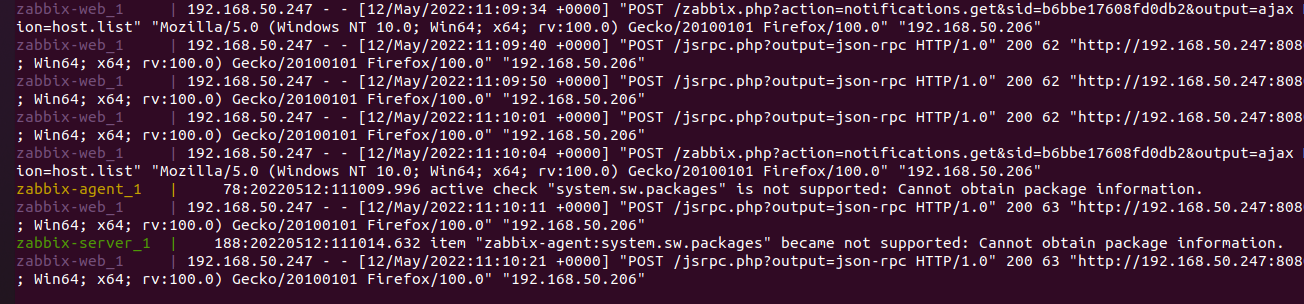 zabbix-web_1 | 192.168.50.247 - - [12/May/2022:11:09:34 +0000] "POST /zabbix.php?action=notifications.get&sid=b6bbe17608fd0db2&output=ajax
ion=host.list" "Mozilla/5.0 (Windows NT 10.0; Win64; x64; rv:100.0) Gecko/20100101 Firefox/100.0" "192.168.50.206"
zabbix-web_1 | 192.168.50.247 - - [12/May/2022:11:09:40 +0000] "POST /jsrpc.php?output=json-rpc HTTP/1.0" 200 62 "http://192.168.50.247:808
; Win64; x64; rv:100.0) Gecko/20100101 Firefox/100.0" "192.168.50.206"
zabbix-web_1 | 192.168.50.247 - - [12/May/2022:11:09:50 +0000] "POST /jsrpc.php?output=json-rpc HTTP/1.0" 200 62 "http://192.168.50.247:808
; Win64; x64; rv:100.0) Gecko/20100101 Firefox/100.0" "192.168.50.206"
zabbix-web_1 | 192.168.50.247 - - [12/May/2022:11:10:01 +0000] "POST /jsrpc.php?output=json-rpc HTTP/1.0" 200 62 "http://192.168.50.247:808
; Win64; x64; rv:100.0) Gecko/20100101 Firefox/100.0" "192.168.50.206"
zabbix-web_1 | 192.168.50.247 - - [12/May/2022:11:10:04 +0000] "POST /zabbix.php?action=notifications.get&sid=b6bbe17608fd0db2&output=ajax
ion=host.list" "Mozilla/5.0 (Windows NT 10.0; Win64; x64; rv:100.0) Gecko/20100101 Firefox/100.0" "192.168.50.206"
zabbix-agent_1 | 78:20220512:111009.996 active check "system.sw.packages" is not supported: Cannot obtain package information.
zabbix-web_1 | 192.168.50.247 - - [12/May/2022:11:10:11 +0000] "POST /jsrpc.php?output=json-rpc HTTP/1.0" 200 63 "http://192.168.50.247:808
; Win64; x64; rv:100.0) Gecko/20100101 Firefox/100.0" "192.168.50.206"
zabbix-server_1 | 188:20220512:111014.632 item "zabbix-agent:system.sw.packages" became not supported: Cannot obtain package information.
zabbix-web_1 | 192.168.50.247 - - [12/May/2022:11:10:21 +0000] "POST /jsrpc.php?output=json-rpc HTTP/1.0" 200 63 "http://192.168.50.247:808
; Win64; x64; rv:100.0) Gecko/20100101 Firefox/100.0" "192.168.50.206"